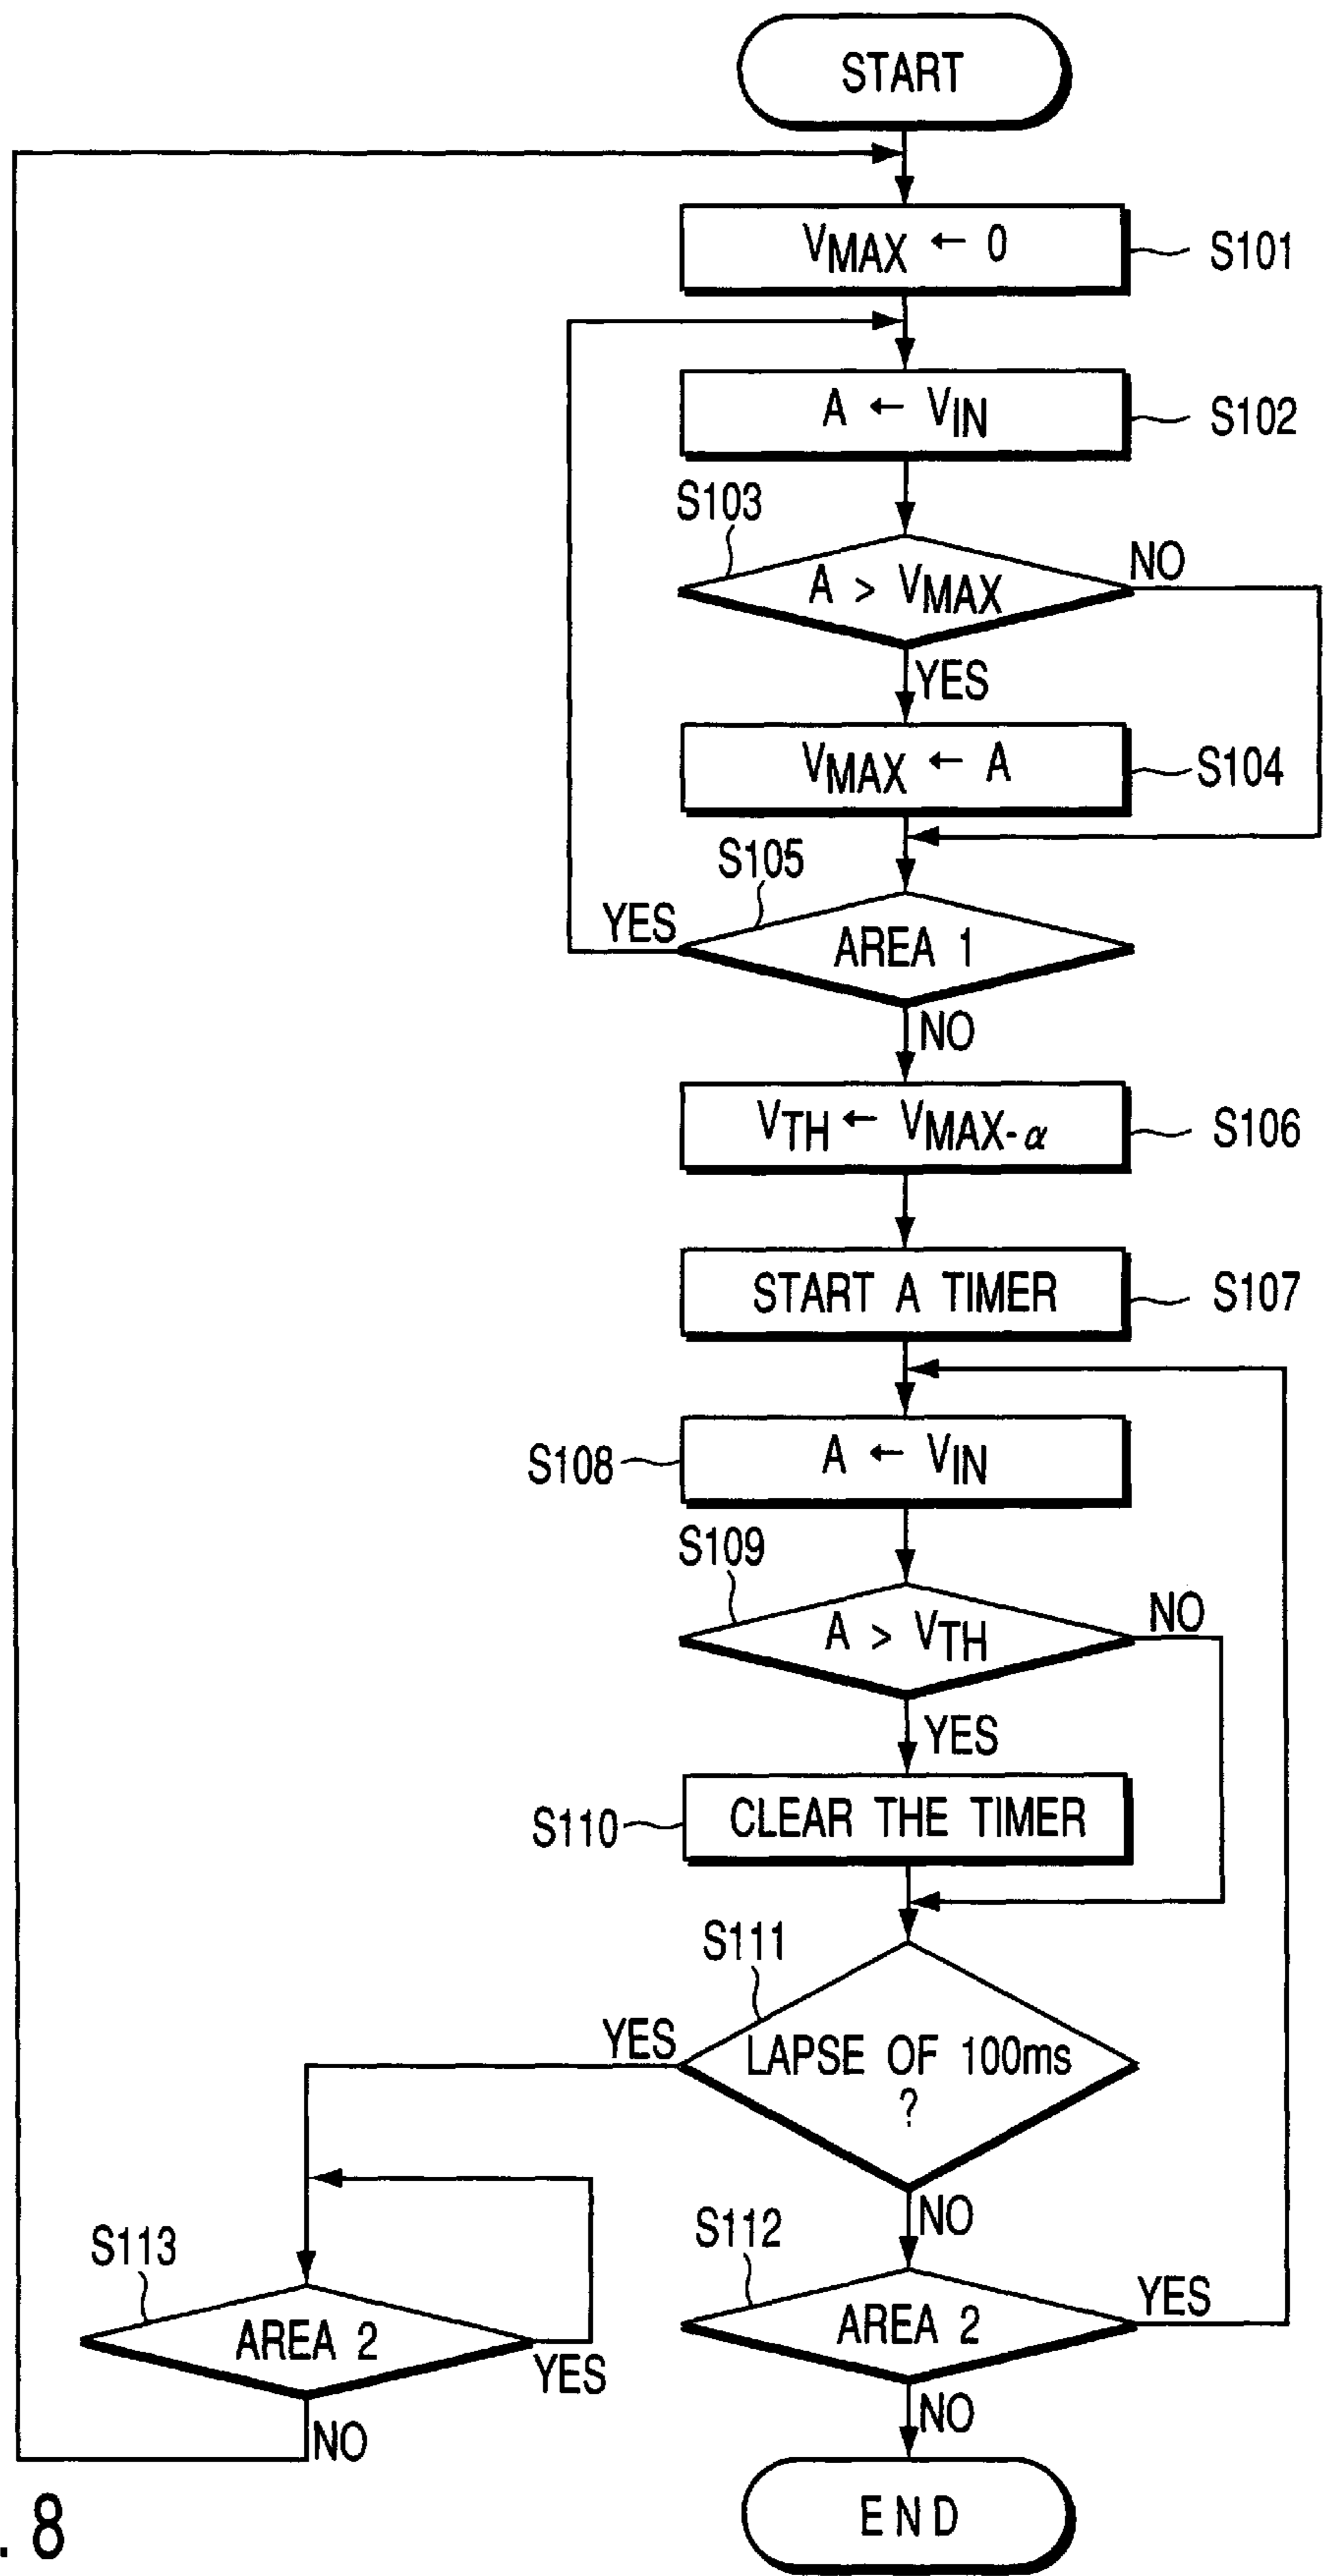 START
VMAX ← 0
S101
A ← VIN
S102
S103
A > VMAX
NO
YES
VMAX ← A
S104
S105
YES
AREA 1
NO
VTH ← VMAX-α
S106
START A TIMER
S107
S108
A ← VIN
S109
A > VTH
NO
YES
S110
CLEAR THE TIMER
S111
YES
LAPSE OF 100ms
?
NO
S113
S112
AREA 2
YES
AREA 2
YES
NO
NO
END
. 8